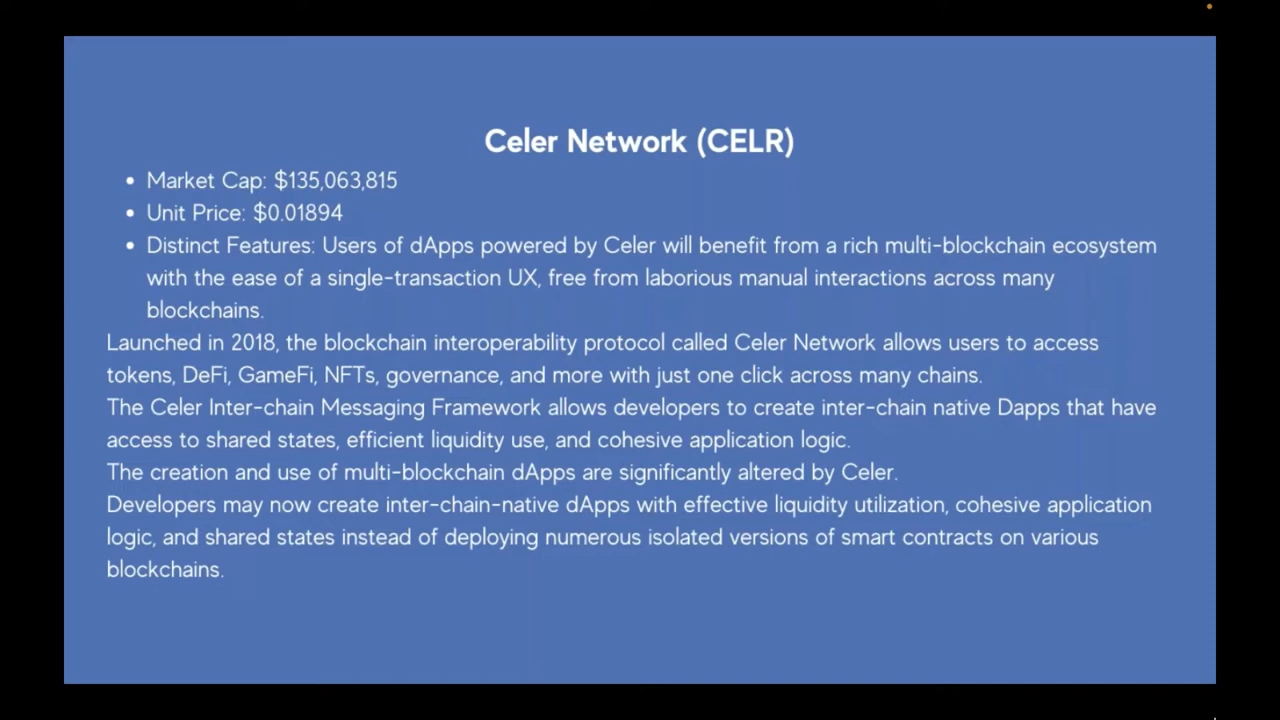 Celer Network (CELR)
• Market Cap: $135,063,815
• Unit Price: $0.01894
• Distinct Features: Users of dApps powered by Celer will benefit from a rich multi-blockchain ecosystem
with the ease of a single-transaction UX, free from laborious manual interactions across many
blockchains.
Launched in 2018, the blockchain interoperability protocol called Celer Network allows users to access
tokens, DeFi, GameFi, NFTs, governance, and more with just one click across many chains.
The Celer Inter-chain Messaging Framework allows developers to create inter-chain native Dapps that have
access to shared states, efficient liquidity use, and cohesive application logic.
The creation and use of multi-blockchain dApps are significantly altered by Celer.
Developers may now create inter-chain-native dApps with effective liquidity utilization, cohesive application
logic, and shared states instead of deploying numerous isolated versions of smart contracts on various
blockchains.